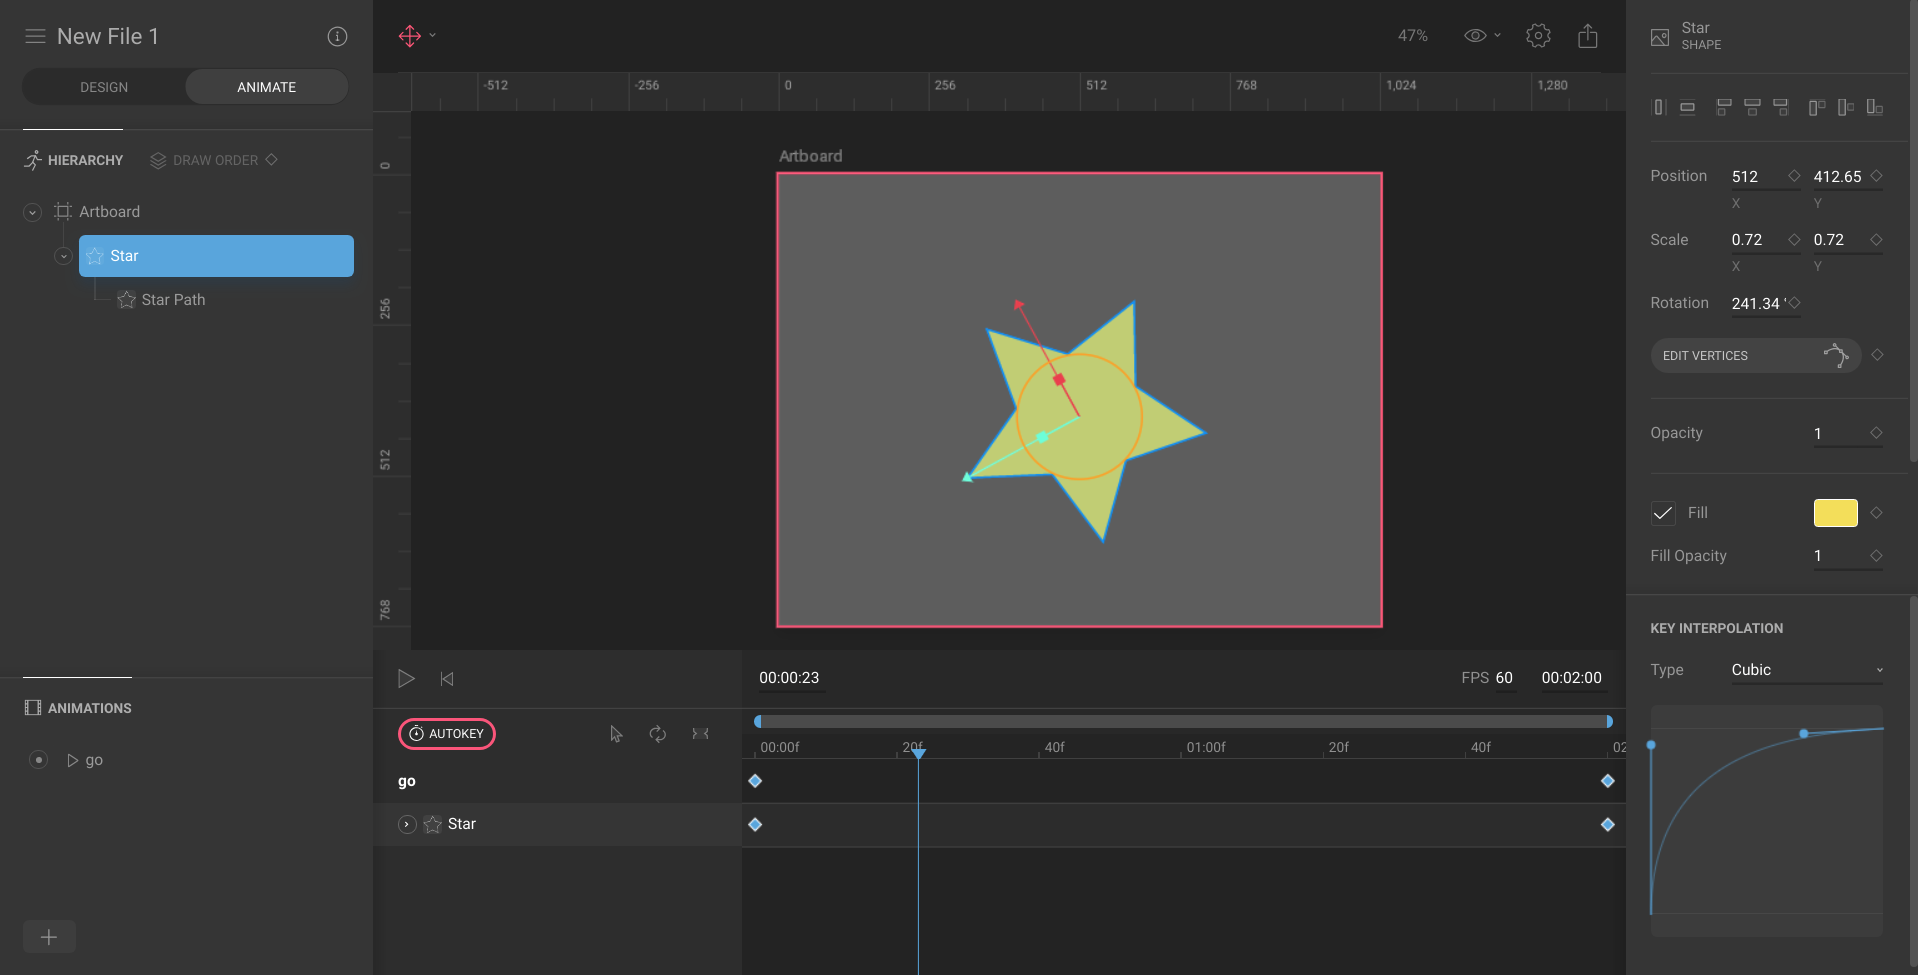 New File 1
DESIGN ANIMATE
HIERARCHY DRAW ORDER
Artboard
Star
Star Path
ANIMATIONS
go
47%
-512 -256 0 256 512 768 1,024 1,280
0
256
512
768
Artboard
00:00:23 FPS 60 00:02:00
AUTOKEY
00:00f 20f 40f 01:00f 20f 40f 02
go
Star
Star
SHAPE
Position 512 412.65
X Y
Scale 0.72 0.72
X Y
Rotation 241.34 °
EDIT VERTICES
Opacity 1
Fill
Fill Opacity 1
KEY INTERPOLATION
Type Cubic